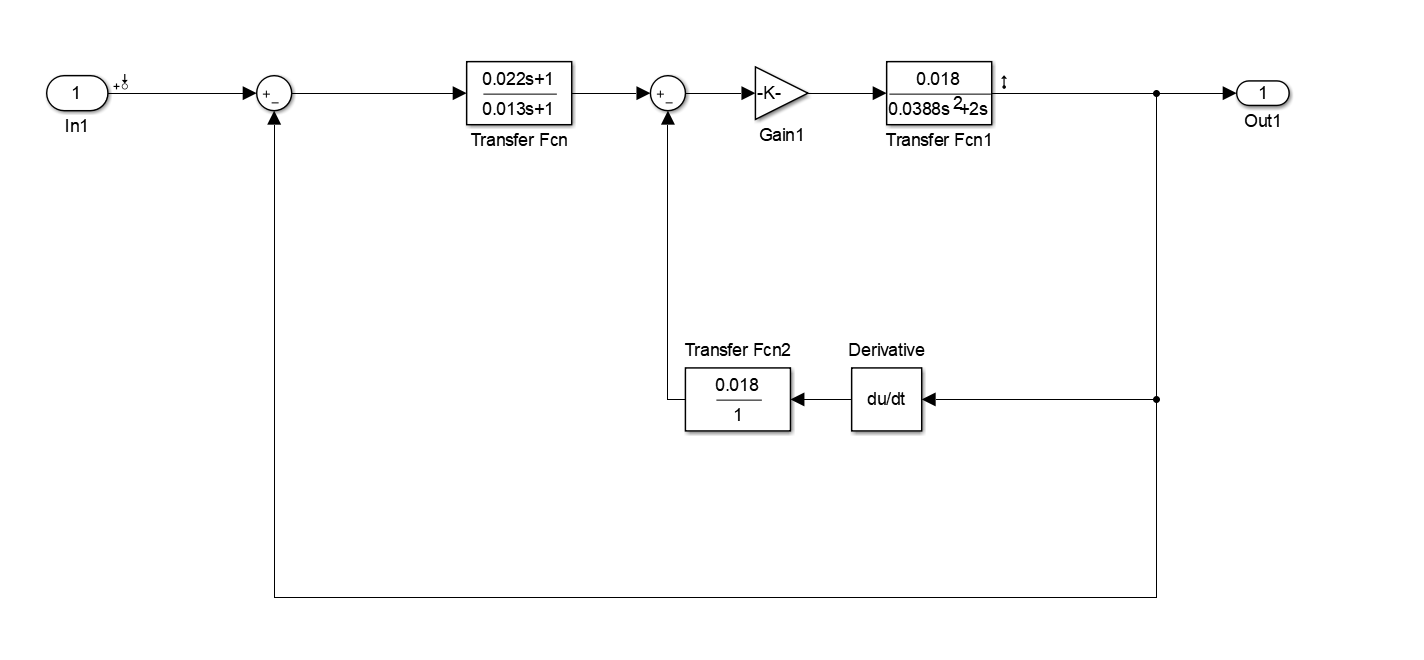 1
In1
+
+
−
0.022s+1
0.013s+1
Transfer Fcn
+
−
-K-
Gain1
0.018
0.0388s²+2s
Transfer Fcn1
1
Out1
Transfer Fcn2
0.018
1
Derivative
du/dt